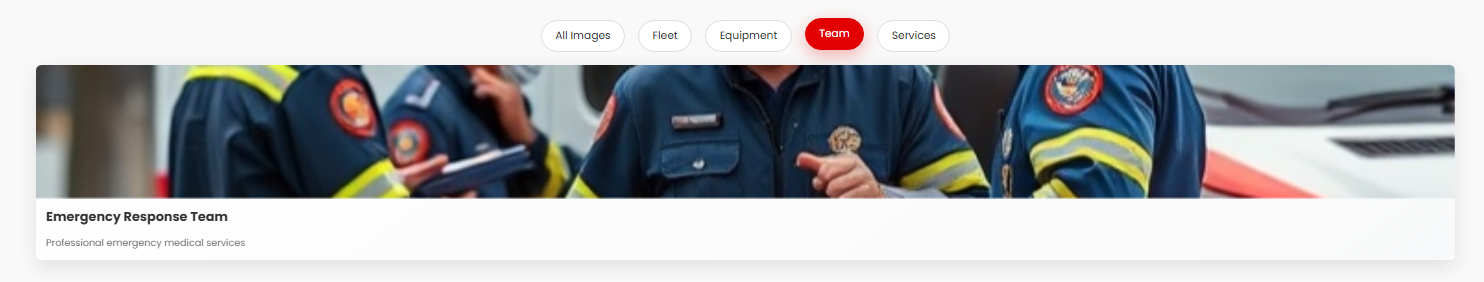 All Images
Fleet
Equipment
Team
Services
Emergency Response Team
Professional emergency medical services